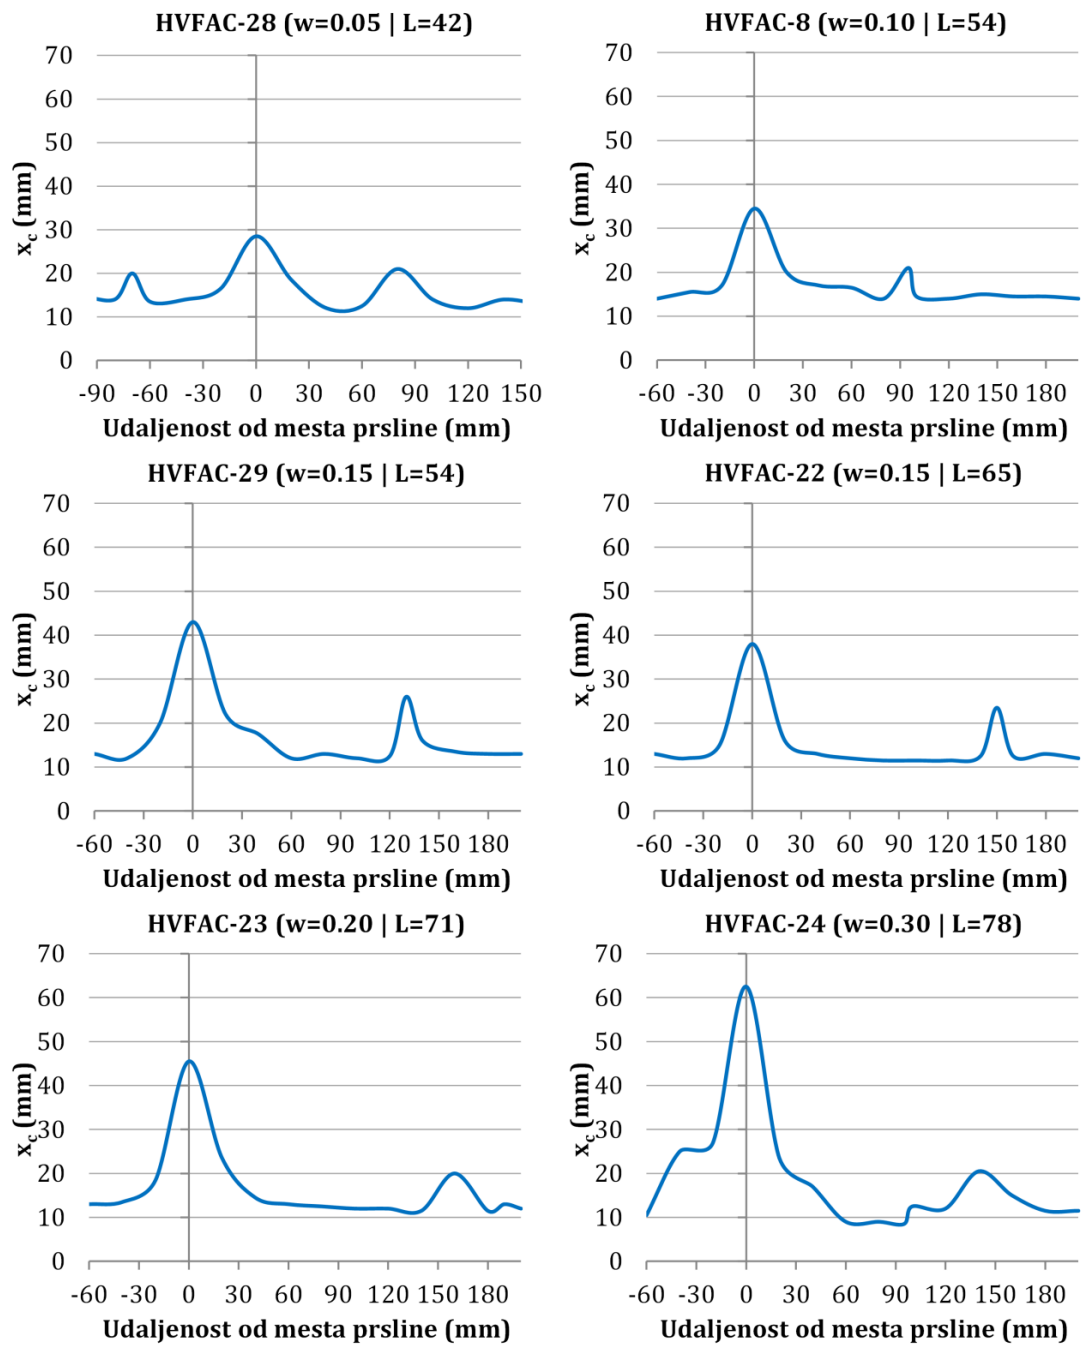 HVFAC-28 (w=0.05 | L=42)
70
60
50
40
30
20
10
0
x_c (mm)
-90 -60 -30 0 30 60 90 120 150
Udaljenost od mesta prsline (mm)
HVFAC-8 (w=0.10 | L=54)
70
60
50
40
30
20
10
0
x_c (mm)
-60 -30 0 30 60 90 120 150 180
Udaljenost od mesta prsline (mm)
HVFAC-29 (w=0.15 | L=54)
70
60
50
40
30
20
10
0
x_c (mm)
-60 -30 0 30 60 90 120 150 180
Udaljenost od mesta prsline (mm)
HVFAC-22 (w=0.15 | L=65)
70
60
50
40
30
20
10
0
x_c (mm)
-60 -30 0 30 60 90 120 150 180
Udaljenost od mesta prsline (mm)
HVFAC-23 (w=0.20 | L=71)
70
60
50
40
30
20
10
0
x_c (mm)
-60 -30 0 30 60 90 120 150 180
Udaljenost od mesta prsline (mm)
HVFAC-24 (w=0.30 | L=78)
70
60
50
40
30
20
10
0
x_c (mm)
-60 -30 0 30 60 90 120 150 180
Udaljenost od mesta prsline (mm)